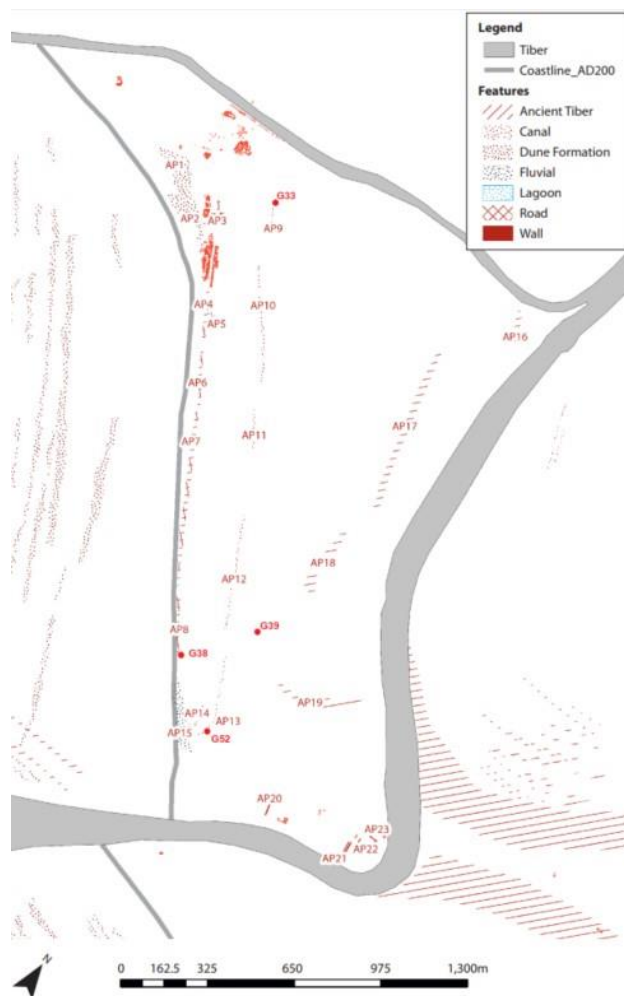 Legend
Tiber
Coastline_AD200
Features
Ancient Tiber
Canal
Dune Formation
Fluvial
Lagoon
Road
Wall
AP1
G33
AP2
AP3
AP9
AP4
AP10
AP5
AP16
AP6
AP17
AP7
AP11
AP18
AP12
AP8
G39
G38
AP19
AP14
AP13
AP15
G52
AP20
AP23
AP22
AP21
N
0 162.5 325 650 975 1,300m